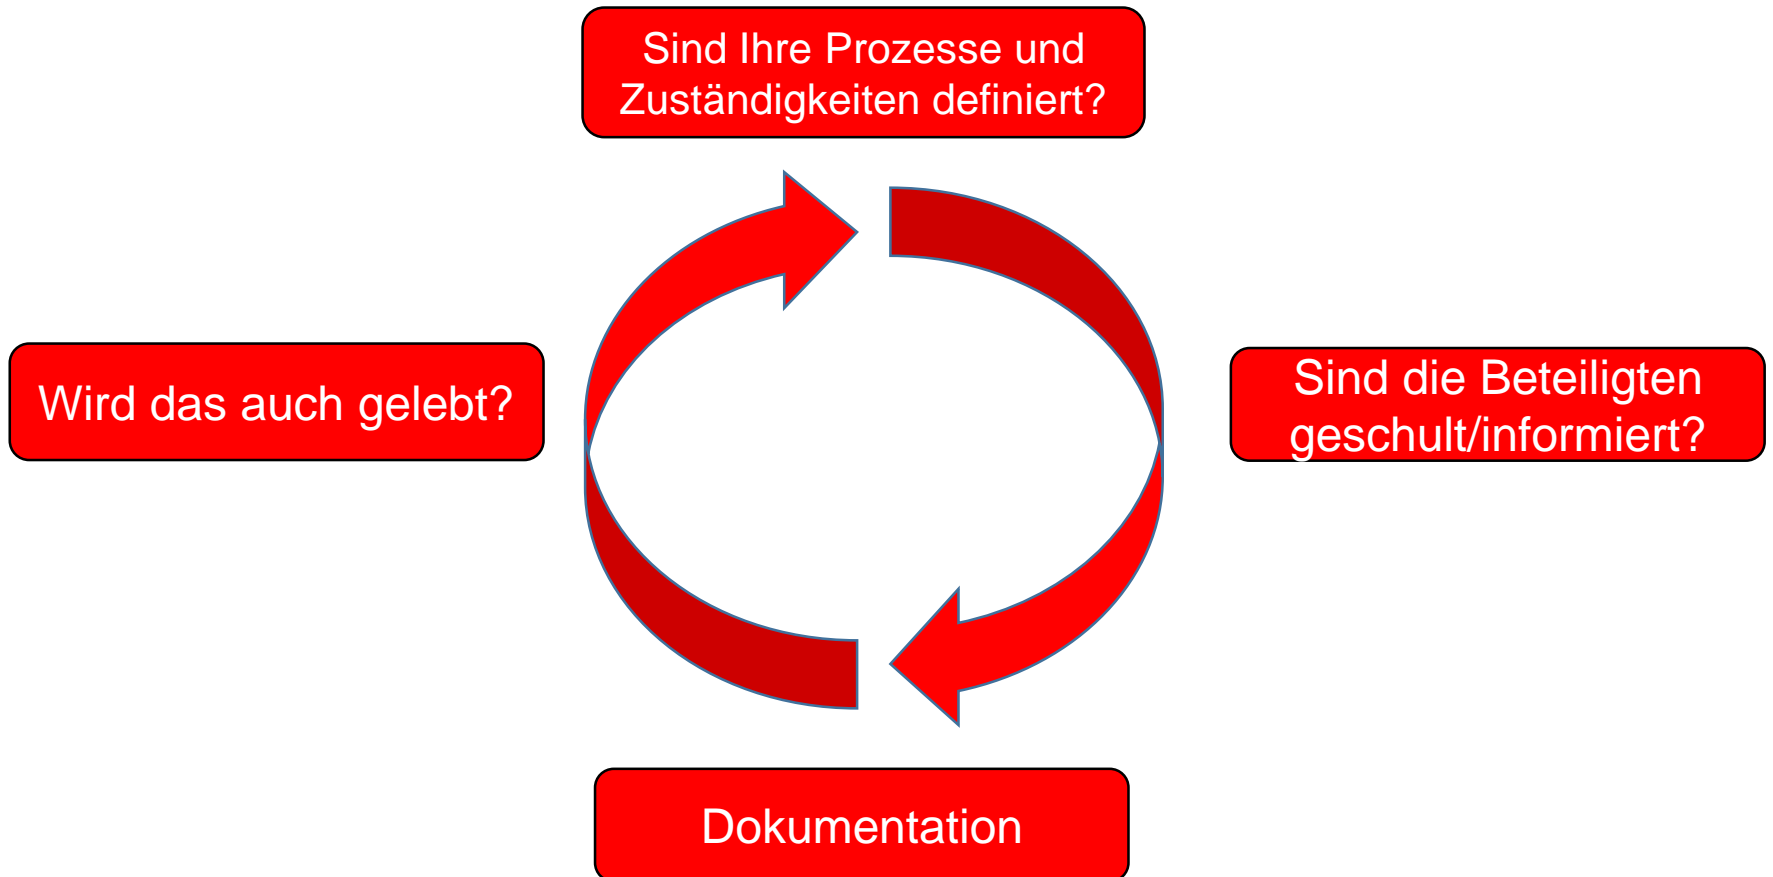 Sind Ihre Prozesse und
Zuständigkeiten definiert?
Wird das auch gelebt?
Sind die Beteiligten
geschult/informiert?
Dokumentation